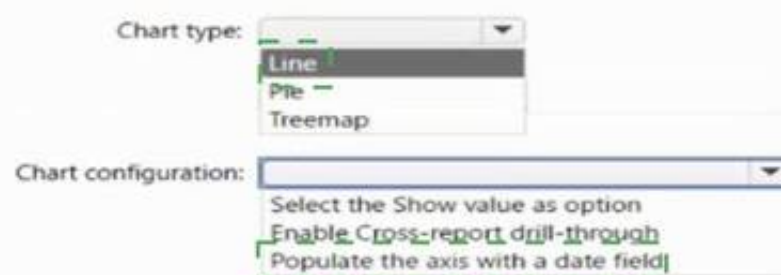 Chart type:
Line
Pie
Treemap
Chart configuration:
Select the Show value as option
Enable Cross-report drill-through
Populate the axis with a date field